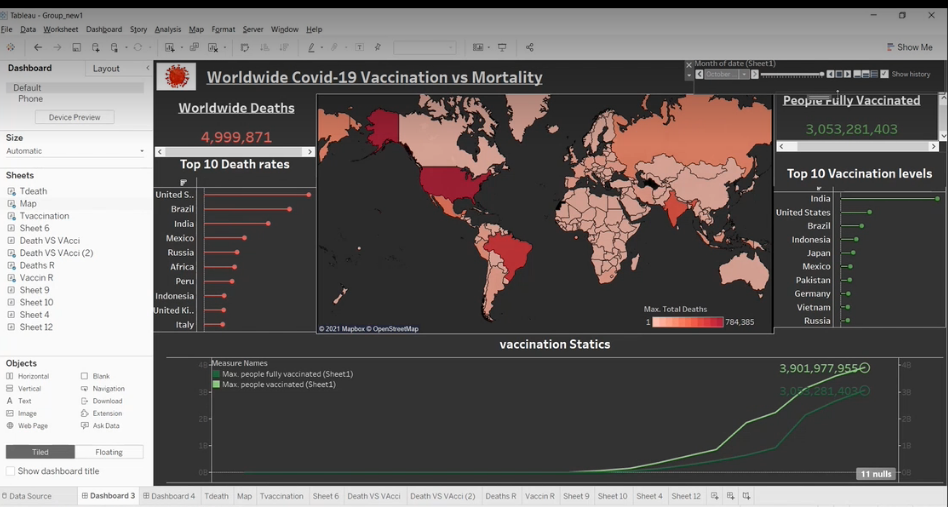 Tableau - Group_new1
File Data Worksheet Dashboard Story Analysis Map Format Server Window Help
Show Me
Dashboard Layout
Default
Phone
Device Preview
Size
Automatic
Sheets
Tdeath
Map
Tvaccination
Sheet 6
Death VS VAcci
Death VS VAcci (2)
Deaths R
Vaccin R
Sheet 9
Sheet 10
Sheet 4
Sheet 12
Objects
Horizontal Blank
Vertical Navigation
Text Download
Image Extension
Web Page Ask Data
Tiled Floating
Show dashboard title
Worldwide Covid-19 Vaccination vs Mortality
Month of date (Sheet1)
October
Show history
Worldwide Deaths
4,999,871
Top 10 Death rates
United S..
Brazil
India
Mexico
Russia
Africa
Peru
Indonesia
United Ki..
Italy
Max. Total Deaths
1 784,385
© 2021 Mapbox © OpenStreetMap
People Fully Vaccinated
3,053,281,403
Top 10 Vaccination levels
India
United States
Brazil
Indonesia
Japan
Mexico
Pakistan
Germany
Vietnam
Russia
vaccination Statics
Measure Names
Max. people fully vaccinated (Sheet1)
Max. people vaccinated (Sheet1)
4B
3B
2B
1B
0B
3,901,977,955
3,053,281,403
4B
3B
2B
1B
0B
11 nulls
Data Source Dashboard 3 Dashboard 4 Tdeath Map Tvaccination Sheet 6 Death VS VAcci Death VS VAcci (2) Deaths R Vaccin R Sheet 9 Sheet 10 Sheet 4 Sheet 12